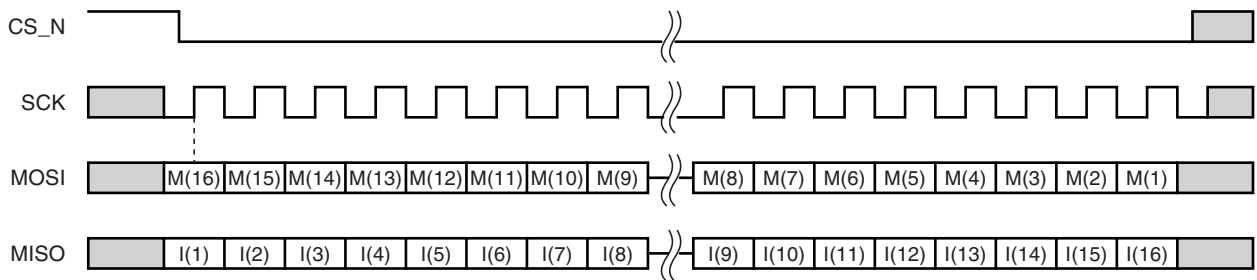 CS_N
SCK
MOSI M(16) M(15) M(14) M(13) M(12) M(11) M(10) M(9) M(8) M(7) M(6) M(5) M(4) M(3) M(2) M(1)
MISO I(1) I(2) I(3) I(4) I(5) I(6) I(7) I(8) I(9) I(10) I(11) I(12) I(13) I(14) I(15) I(16)